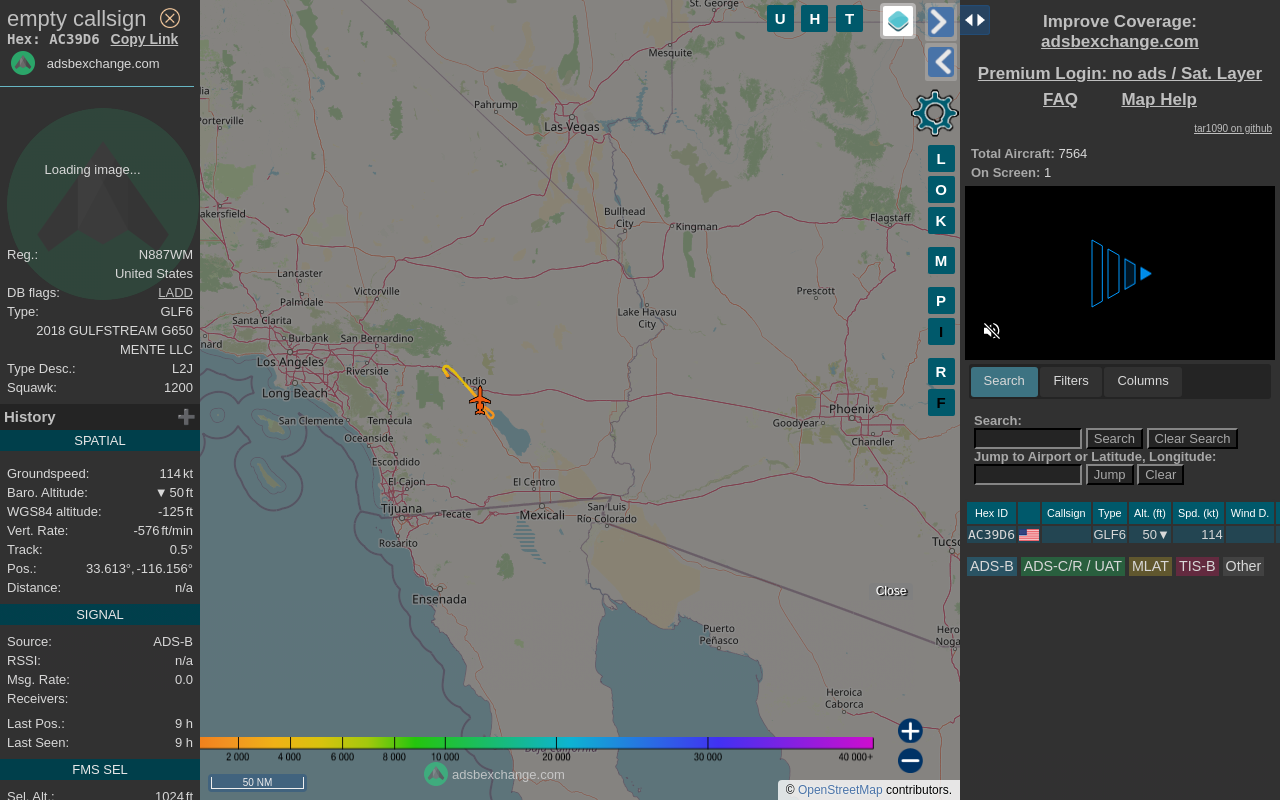 empty callsign
Hex: AC39D6 Copy Link
adsbexchange.com
Loading image...
Reg.: N887WM
United States
DB flags: LADD
Type: GLF6
2018 GULFSTREAM G650
MENTE LLC
Type Desc.: L2J
Squawk: 1200
History
SPATIAL
Groundspeed: 114 kt
Baro. Altitude: ▼ 50 ft
WGS84 altitude: -125 ft
Vert. Rate: -576 ft/min
Track: 0.5°
Pos.: 33.613°, -116.156°
Distance: n/a
SIGNAL
Source: ADS-B
RSSI: n/a
Msg. Rate: 0.0
Receivers:
Last Pos.: 9 h
Last Seen: 9 h
FMS SEL
Sel. Alt.: 1024 ft
St. George
U H T
Mesquite
Pahrump
Las Vegas
Porterville
Bullhead
City
Kingman
Flagstaff
akersfield
Lancaster
Victorville
Palmdale
Prescott
Lake Havasu
City
Santa Clarita
nard
Burbank
San Bernardino
Los Angeles
Riverside
Indio
Long Beach
San Clemente
Temecula
Phoenix
Goodyear
Chandler
Oceanside
Escondido
El Cajon
El Centro
Tijuana
Tecate
Mexicali
San Luis
Río Colorado
Rosarito
Tucso
Ensenada
Close
Puerto
Peñasco
Hero
Noga
Heroica
Caborca
Baja California
L
O
K
M
P
I
R
F
2 000 4 000 6 000 8 000 10 000 20 000 30 000 40 000+
adsbexchange.com
50 NM
© OpenStreetMap contributors.
Improve Coverage:
adsbexchange.com
Premium Login: no ads / Sat. Layer
FAQ Map Help
tar1090 on github
Total Aircraft: 7564
On Screen: 1
Search Filters Columns
Search:
Search Clear Search
Jump to Airport or Latitude, Longitude:
Jump Clear
Hex ID Callsign Type Alt. (ft) Spd. (kt) Wind D.
AC39D6 GLF6 50▼ 114
ADS-B ADS-C/R / UAT MLAT TIS-B Other